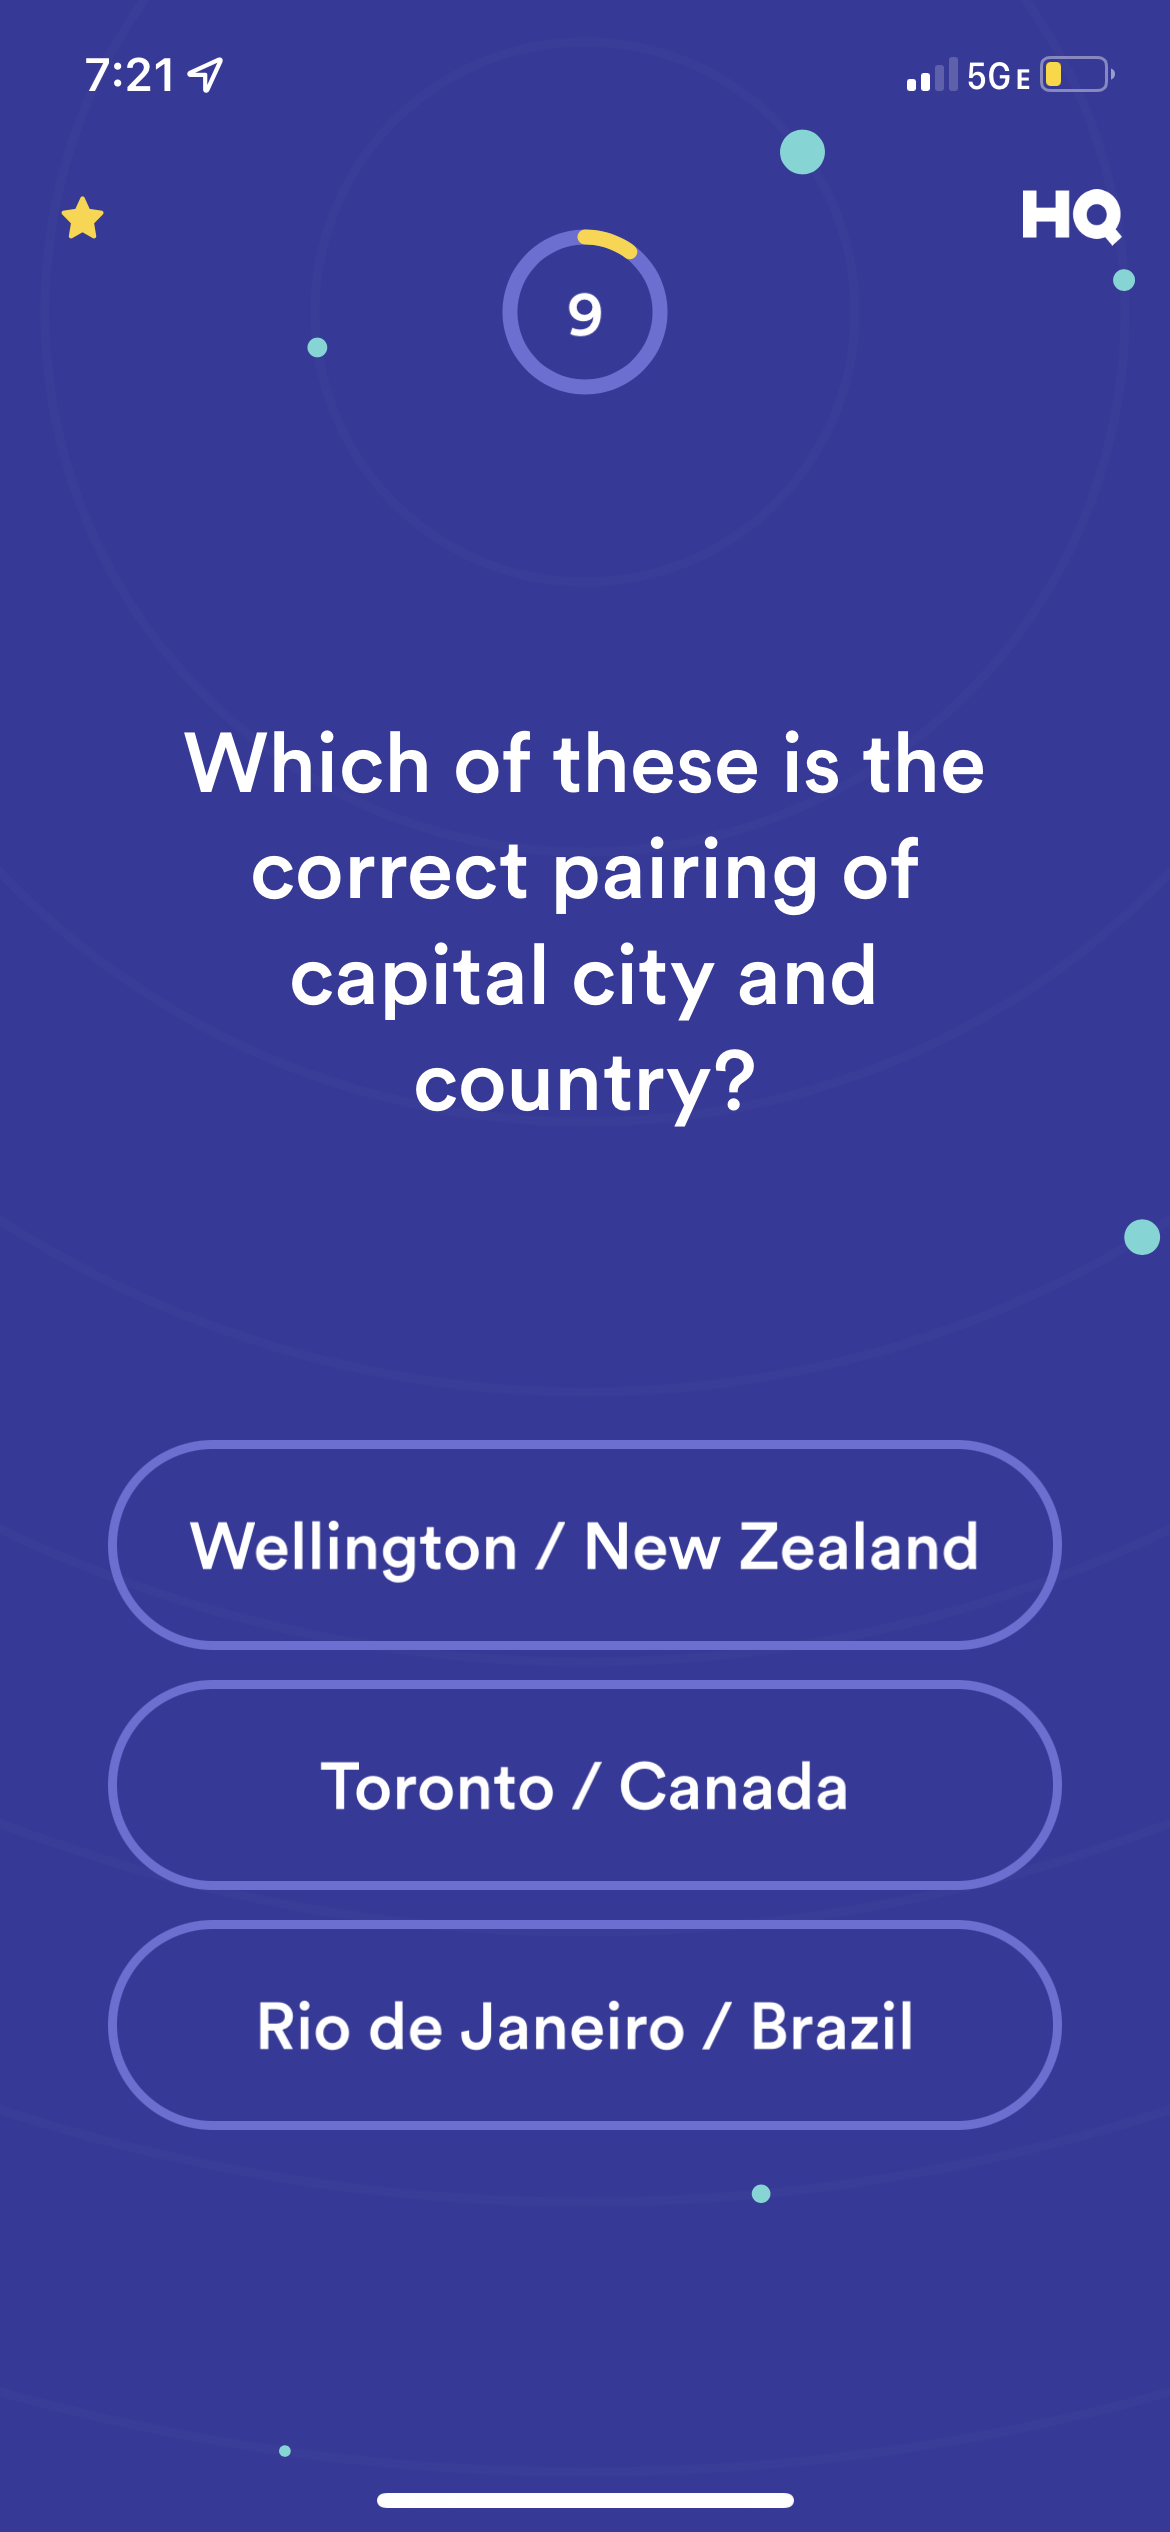 7:21
5GE
HQ
9
Which of these is the
correct pairing of
capital city and
country?
Wellington / New Zealand
Toronto / Canada
Rio de Janeiro / Brazil